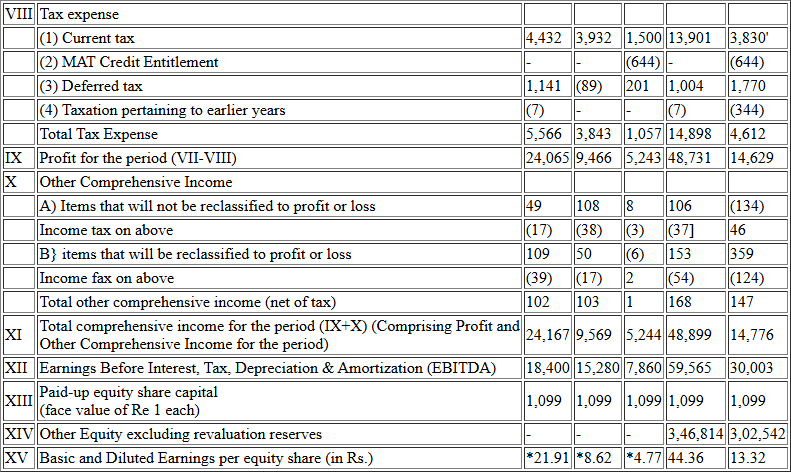 VIII Tax expense
(1) Current tax 4,432 3,932 1,500 13,901 3,830'
(2) MAT Credit Entitlement - - (644) - (644)
(3) Deferred tax 1,141 (89) 201 1,004 1,770
(4) Taxation pertaining to earlier years (7) - - (7) (344)
Total Tax Expense 5,566 3,843 1,057 14,898 4,612
IX Profit for the period (VII-VIII) 24,065 9,466 5,243 48,731 14,629
X Other Comprehensive Income
A) Items that will not be reclassified to profit or loss 49 108 8 106 (134)
Income tax on above (17) (38) (3) (37] 46
B} items that will be reclassified to profit or loss 109 50 (6) 153 359
Income fax on above (39) (17) 2 (54) (124)
Total other comprehensive income (net of tax) 102 103 1 168 147
XI Total comprehensive income for the period (IX+X) (Comprising Profit and
Other Comprehensive Income for the period) 24,167 9,569 5,244 48,899 14,776
XII Earnings Before Interest, Tax, Depreciation & Amortization (EBITDA) 18,400 15,280 7,860 59,565 30,003
XIII Paid-up equity share capital
(face value of Re 1 each) 1,099 1,099 1,099 1,099 1,099
XIV Other Equity excluding revaluation reserves - - - 3,46,814 3,02,542
XV Basic and Diluted Earnings per equity share (in Rs.) *21.91 *8.62 *4.77 44.36 13.32